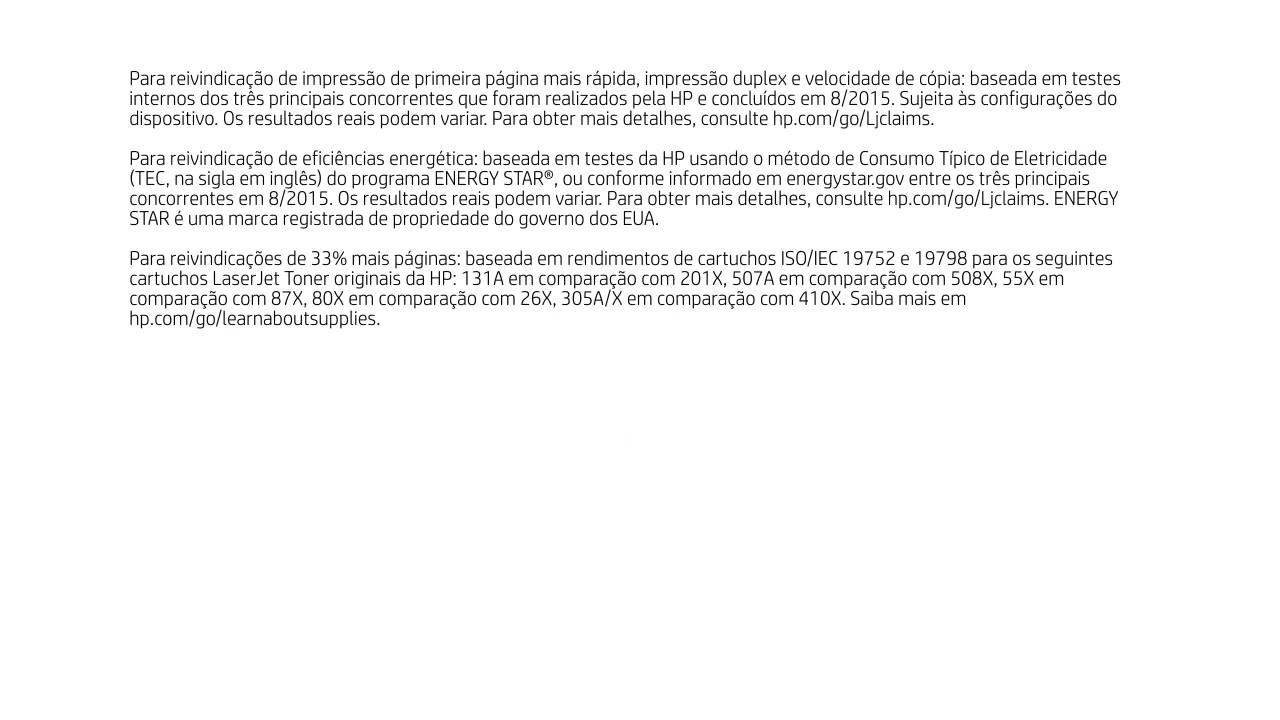 Para reivindicação de impressão de primeira página mais rápida, impressão duplex e velocidade de cópia: baseada em testes
internos dos três principais concorrentes que foram realizados pela HP e concluídos em 8/2015. Sujeita às configurações do
dispositivo. Os resultados reais podem variar. Para obter mais detalhes, consulte hp.com/go/Ljclaims.
Para reivindicação de eficiências energética: baseada em testes da HP usando o método de Consumo Típico de Eletricidade
(TEC, na sigla em inglês) do programa ENERGY STAR®, ou conforme informado em energystar.gov entre os três principais
concorrentes em 8/2015. Os resultados reais podem variar. Para obter mais detalhes, consulte hp.com/go/Ljclaims. ENERGY
STAR é uma marca registrada de propriedade do governo dos EUA.
Para reivindicações de 33% mais páginas: baseada em rendimentos de cartuchos ISO/IEC 19752 e 19798 para os seguintes
cartuchos LaserJet Toner originais da HP: 131A em comparação com 201X, 507A em comparação com 508X, 55X em
comparação com 87X, 80X em comparação com 26X, 305A/X em comparação com 410X. Saiba mais em
hp.com/go/learnaboutsupplies.